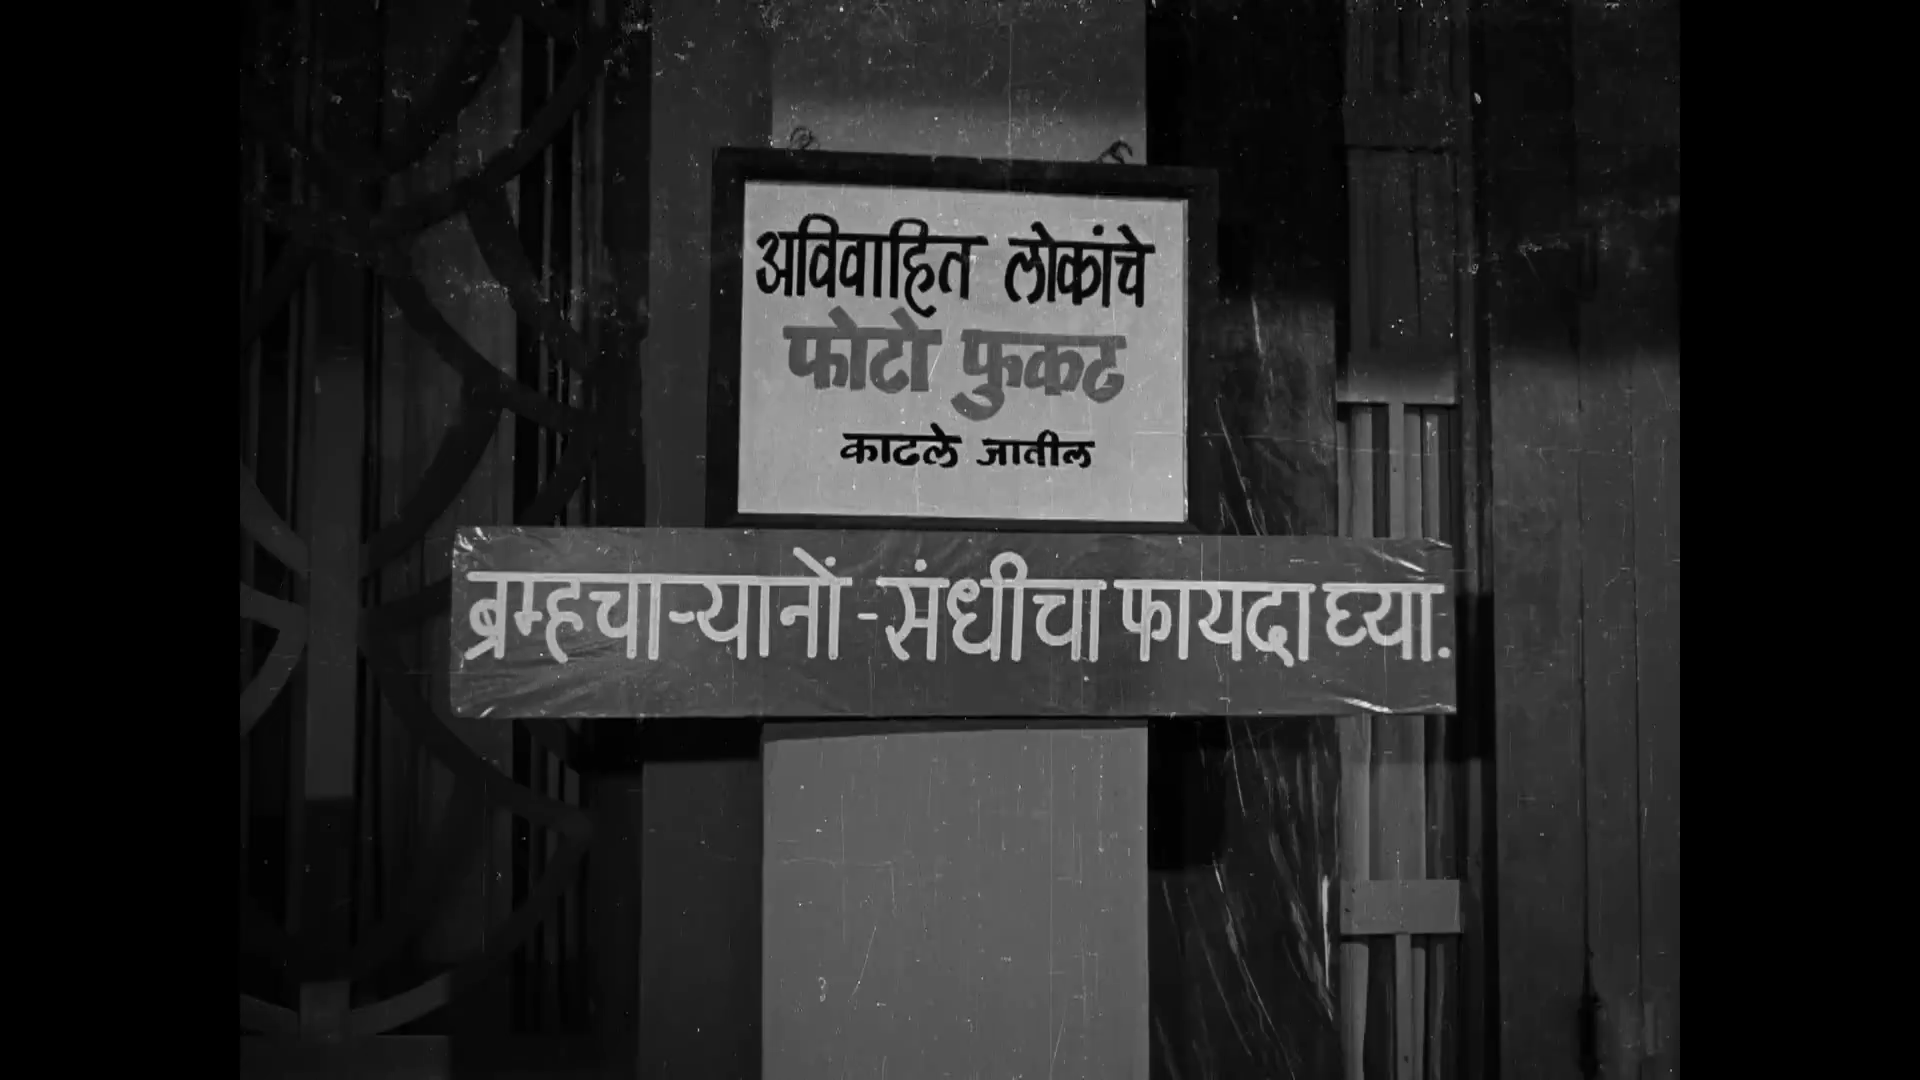 अविवाहित लोकांचे
फोटो फुकट
काढले जातील
ब्रम्हचाऱ्यानों - संधीचा फायदा घ्या.